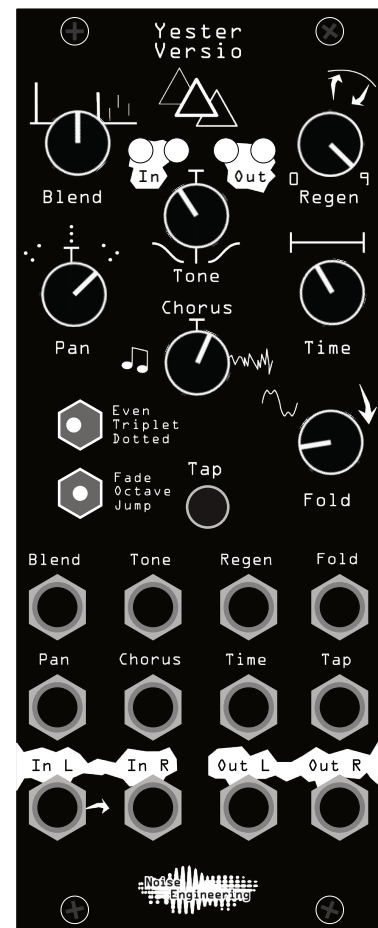 Yester
Versio
In
Out
Blend
0
9
Regen
Tone
Chorus
Pan
Time
Even
Triplet
Dotted
Fade
Octave
Jump
Tap
Fold
Blend Tone Regen Fold
Pan Chorus Time Tap
In L In R Out L Out R
Noise
Engineering